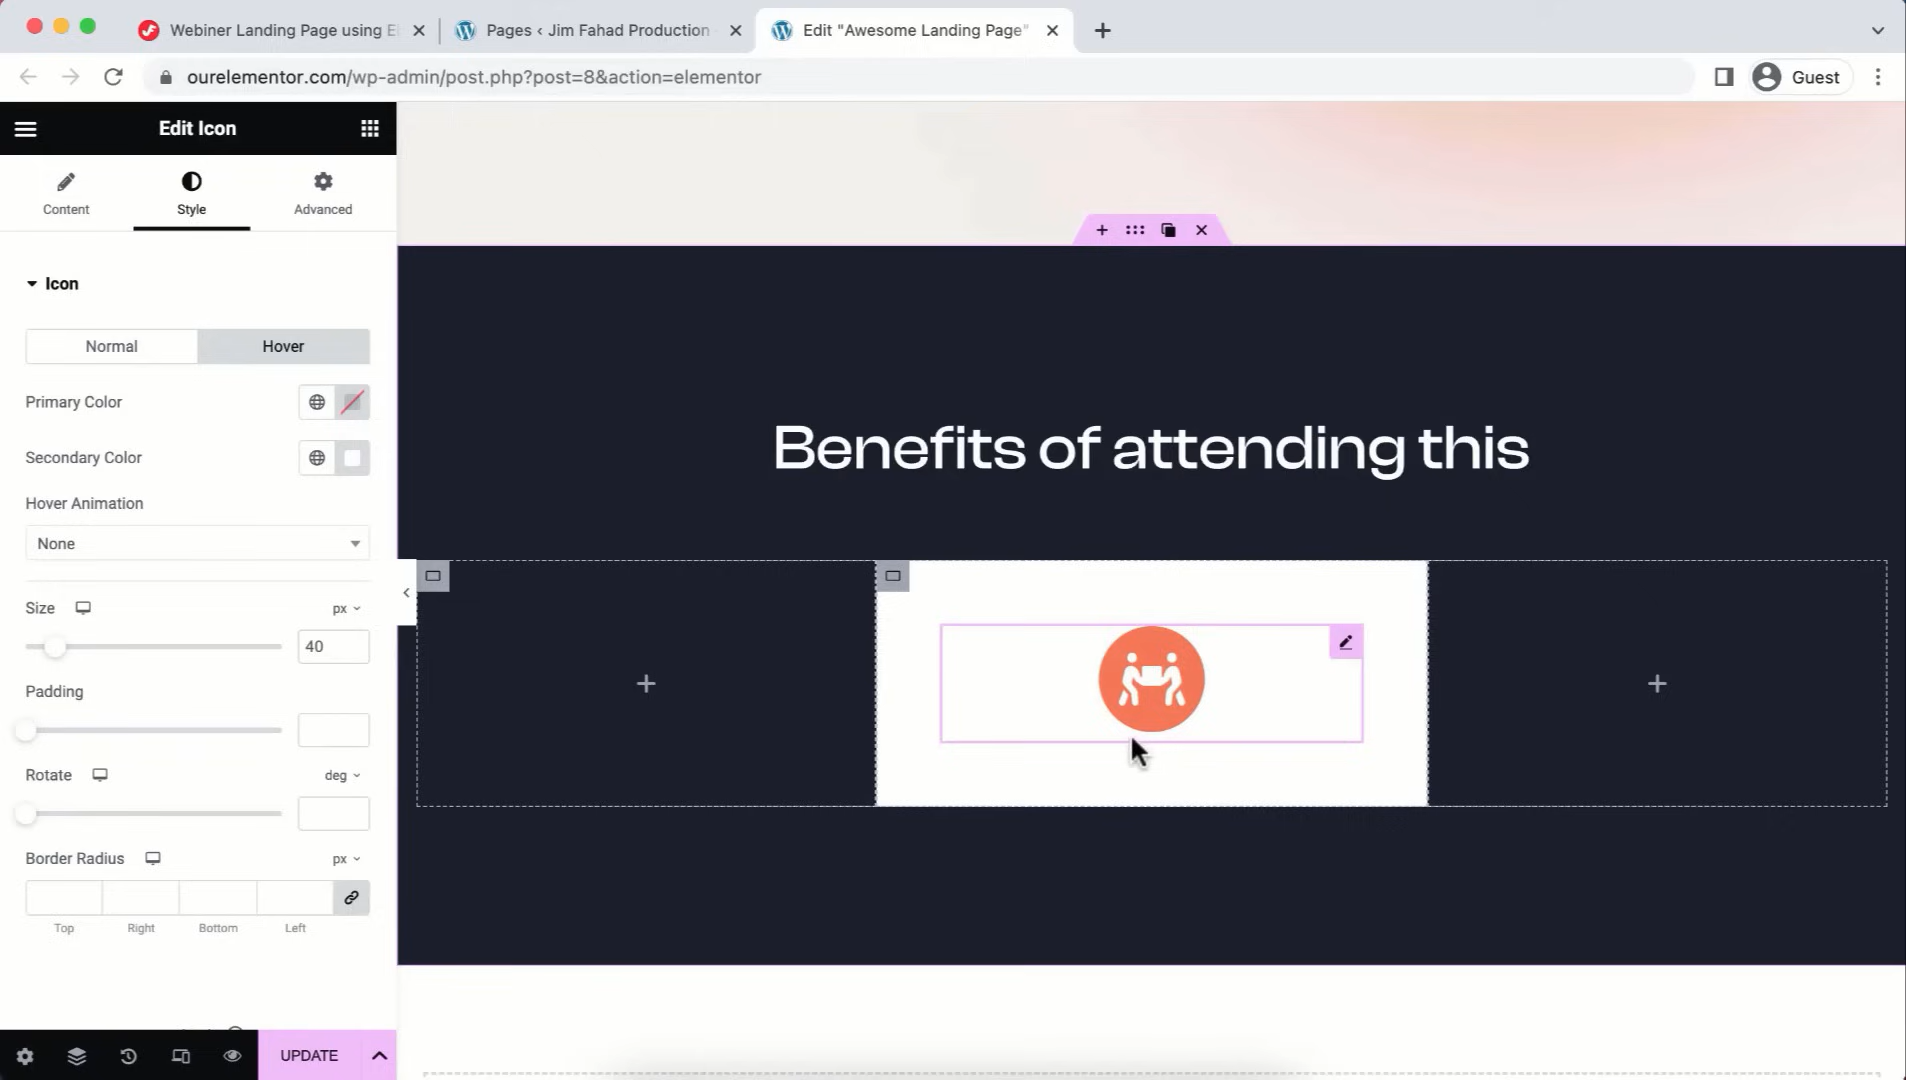 Webiner Landing Page using El
Pages ‹ Jim Fahad Production
Edit "Awesome Landing Page"
ourelementor.com/wp-admin/post.php?post=8&action=elementor
Guest
Edit Icon
Content
Style
Advanced
Icon
Normal
Hover
Primary Color
Secondary Color
Hover Animation
None
Size
px
40
Padding
Rotate
deg
Border Radius
px
Top
Right
Bottom
Left
UPDATE
Benefits of attending this